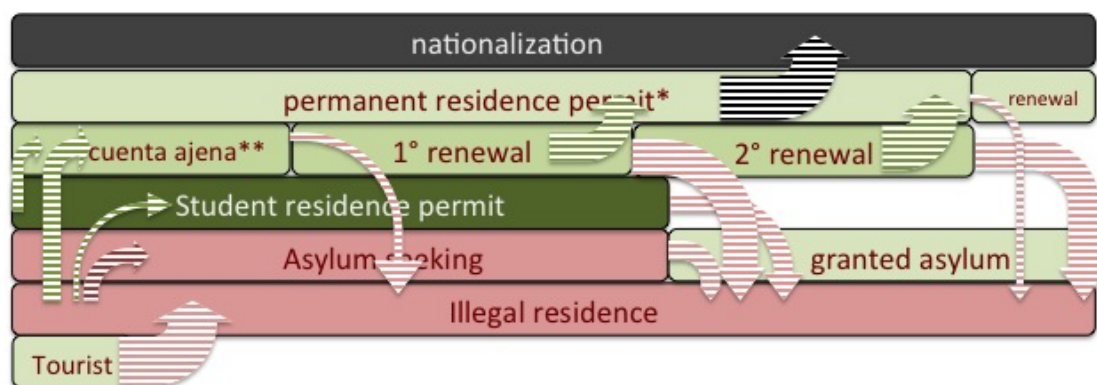 nationalization
permanent residence permit* renewal
cuenta ajena** 1° renewal 2° renewal
Student residence permit
Asylum seeking granted asylum
Illegal residence
Tourist